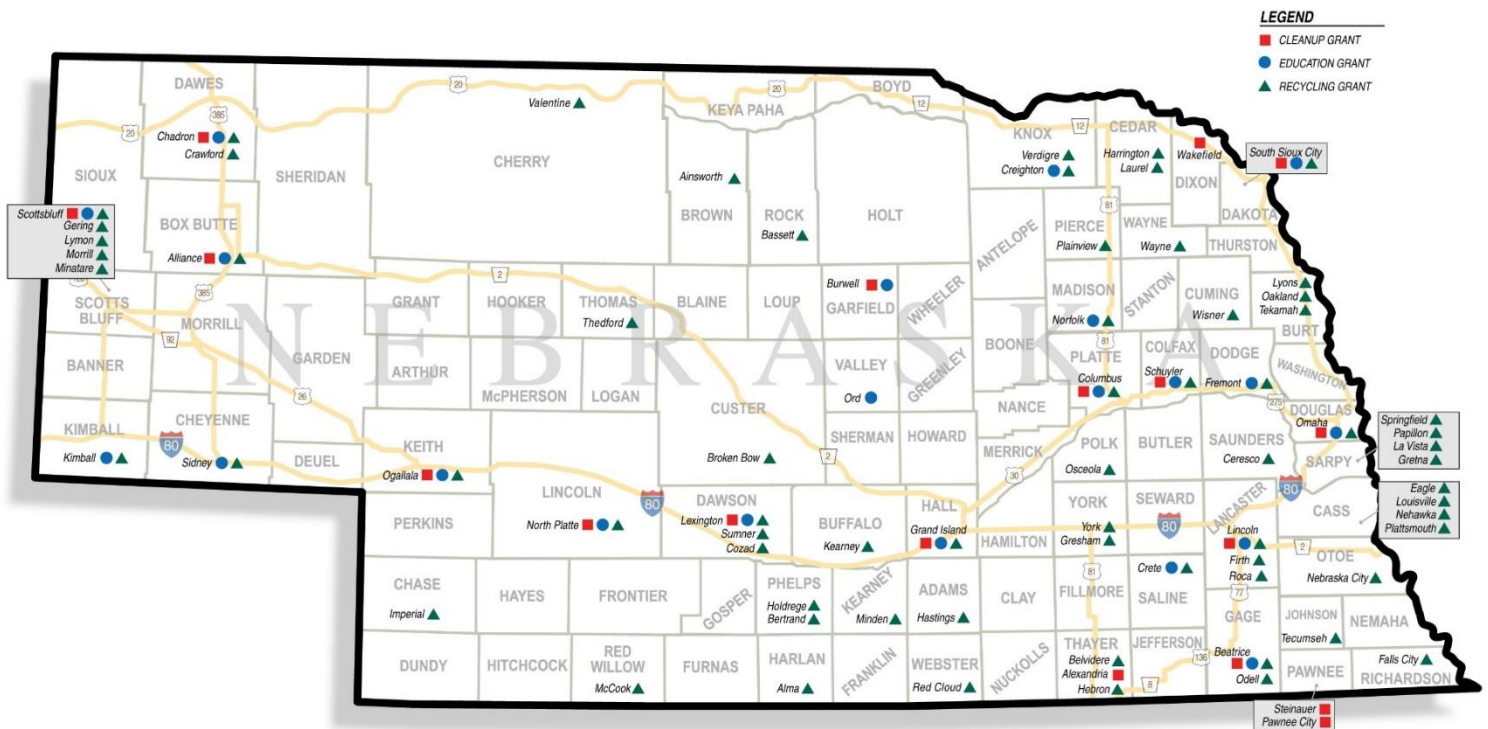 LEGEND
CLEANUP GRANT
EDUCATION GRANT
RECYCLING GRANT
NEBRASKA
DAWES
385
20
20
Chadron
Crawford
SIOUX
SHERIDAN
Valentine
CHERRY
20
KEYA PAHA
BOYD
12
Ainsworth
BROWN
ROCK
Bassett
HOLT
KNOX
12
Verdigre
Creighton
CEDAR
Harrington
Laurel
Wakefield
DIXON
South Sioux City
DAKOTA
Scottsbluff
Gering
Lymon
Morrill
Minatare
BOX BUTTE
Alliance
385
2
ANTELOPE
81
PIERCE
Plainview
WAYNE
Wayne
THURSTON
SCOTTS
BLUFF
MORRILL
92
GRANT
HOOKER
THOMAS
Thedford
BLAINE
LOUP
Burwell
GARFIELD
WHEELER
MADISON
Norfolk
STANTON
CUMING
Wisner
Lyons
Oakland
Tekamah
BURT
BANNER
GARDEN
26
ARTHUR
McPHERSON
LOGAN
CUSTER
Broken Bow
VALLEY
Ord
GREENLEY
BOONE
81
PLATTE
Columbus
COLFAX
Schuyler
DODGE
Fremont
WASHINGTON
275
NANCE
KIMBALL
Kimball
80
CHEYENNE
Sidney
DEUEL
KEITH
Ogallala
SHERMAN
HOWARD
2
MERRICK
30
POLK
Osceola
BUTLER
SAUNDERS
Ceresco
DOUGLAS
Omaha
SARPY
Springfield
Papillon
La Vista
Gretna
PERKINS
LINCOLN
North Platte
80
DAWSON
Lexington
Sumner
Cozad
BUFFALO
Kearney
HALL
Grand Island
HAMILTON
YORK
York
Gresham
SEWARD
80
LANCASTER
Lincoln
Firth
Roca
80
CASS
Eagle
Louisville
Nehawka
Plattsmouth
2
OTOE
Nebraska City
CHASE
Imperial
HAYES
FRONTIER
GOSPER
PHELPS
Holdrege
Bertrand
KEARNEY
Minden
ADAMS
Hastings
CLAY
81
FILLMORE
Crete
SALINE
77
GAGE
JOHNSON
Tecumseh
NEMAHA
DUNDY
HITCHCOCK
RED
WILLOW
McCook
FURNAS
HARLAN
Alma
FRANKLIN
WEBSTER
Red Cloud
NUCKOLLS
THAYER
Belvidere
Alexandria
Hebron
JEFFERSON
8
136
Beatrice
Odell
PAWNEE
Falls City
RICHARDSON
Steinauer
Pawnee City